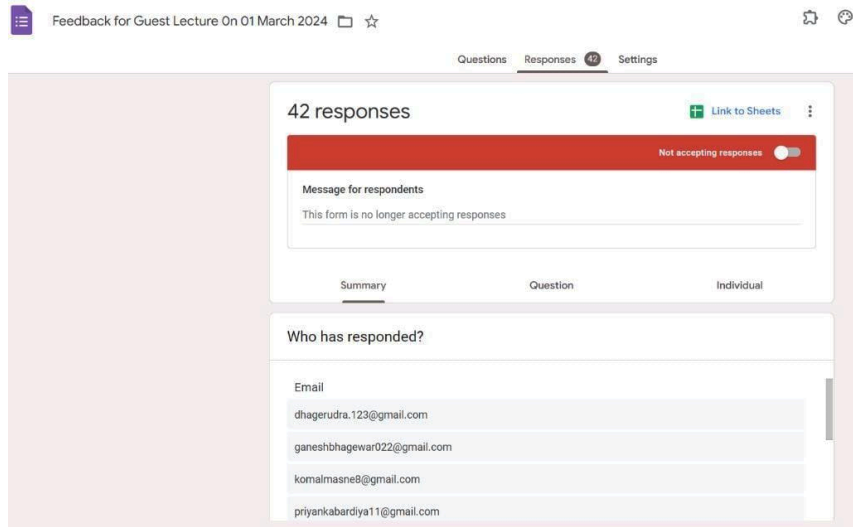 Feedback for Guest Lecture 0n 01 March 2024
Questions Responses 42 Settings
42 responses
Link to Sheets
Not accepting responses
Message for respondents
This form is no longer accepting responses
Summary Question Individual
Who has responded?
Email
dhagerudra.123@gmail.com
ganeshbhagewar022@gmail.com
komalmasne8@gmail.com
priyankabardiya11@gmail.com